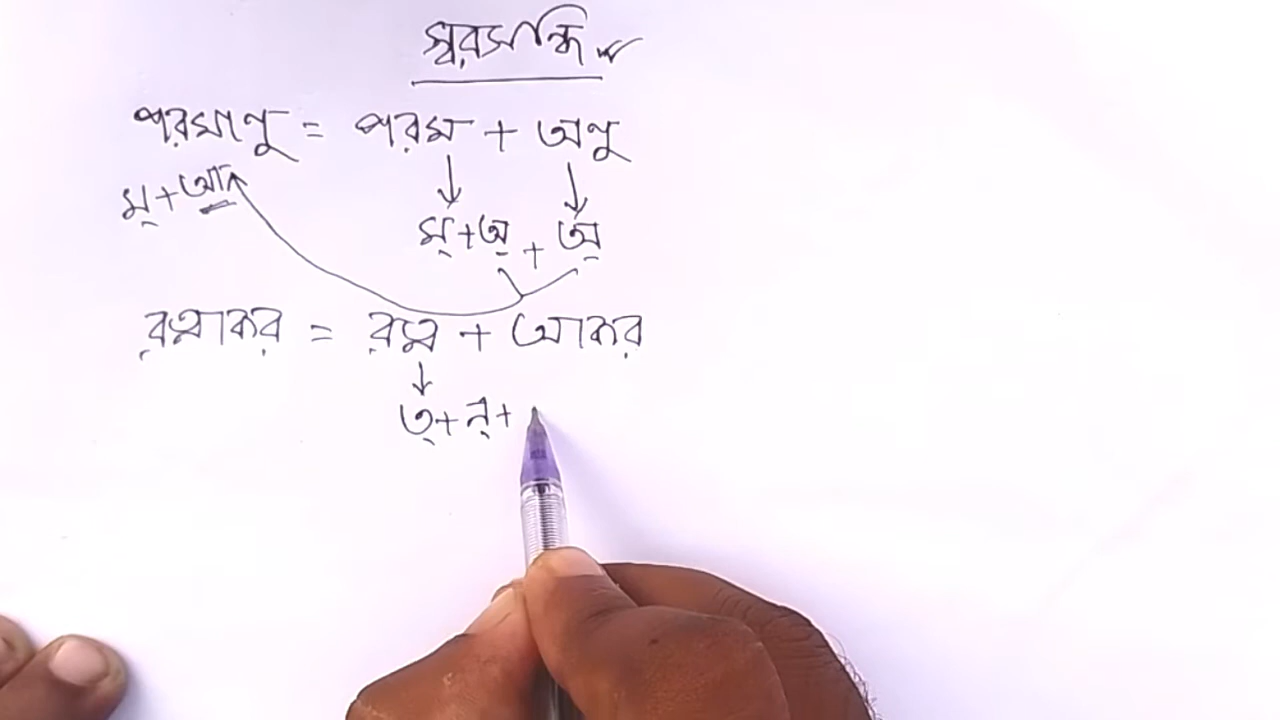 স্বরসন্ধি
পরমাণু = পরম + অণু
ম্ + আ
ম্ + অ + অ
রত্নাকর = রত্ন + আকর
ত্ + ন্ +